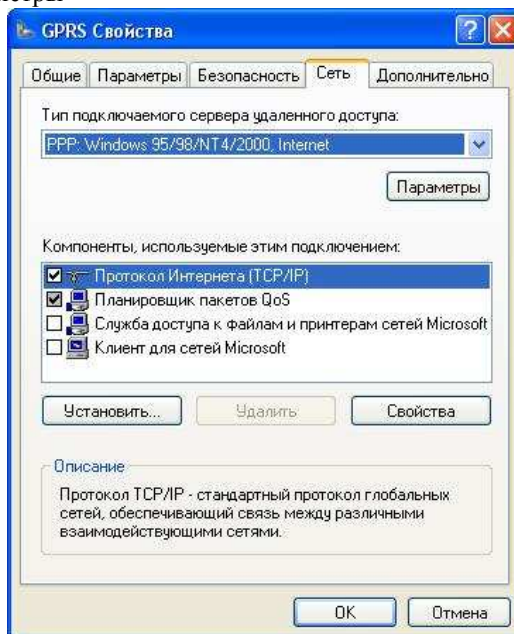 GPRS Свойства
Общие Параметры Безопасность Сеть Дополнительно
Тип подключаемого сервера удаленного доступа:
PPP: Windows 95/98/NT4/2000, Internet
Параметры
Компоненты, используемые этим подключением:
Протокол Интернета (TCP/IP)
Планировщик пакетов QoS
Служба доступа к файлам и принтерам сетей Microsoft
Клиент для сетей Microsoft
Установить... Удалить Свойства
Описание
Протокол TCP/IP - стандартный протокол глобальных
сетей, обеспечивающий связь между различными
взаимодействующими сетями.
OK Отмена